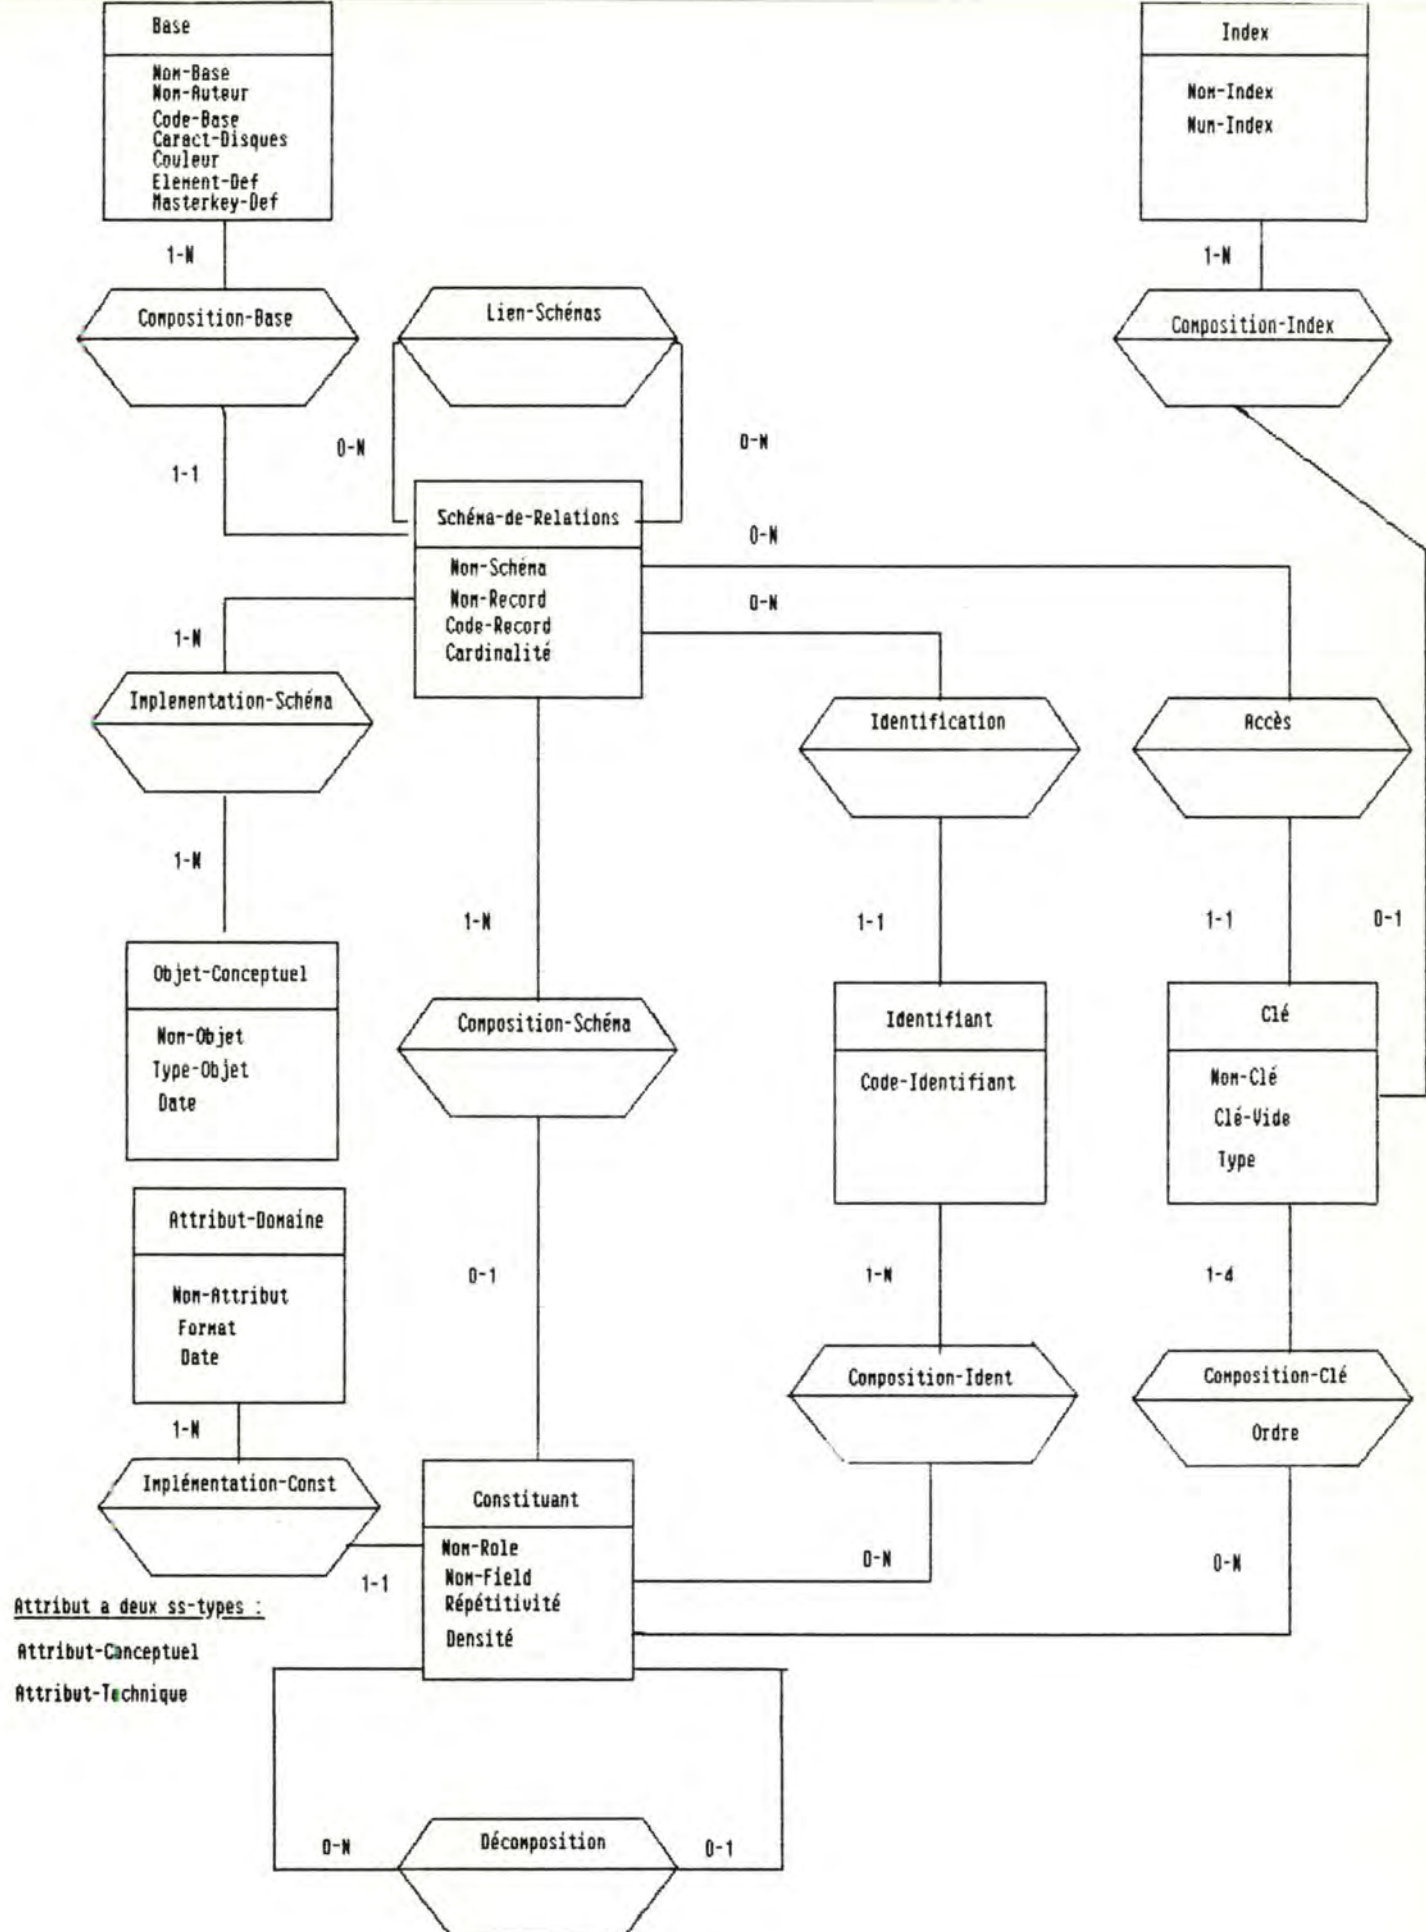 Base
Nom-Base
Nom-Auteur
Code-Base
Caract-Disques
Couleur
Element-Def
Masterkey-Def
Index
Nom-Index
Num-Index
1-N
1-N
Composition-Base
Lien-Schémas
Composition-Index
0-N
0-N
1-1
Schéma-de-Relations
Nom-Schéma
Nom-Record
Code-Record
Cardinalité
0-N
0-N
1-N
Implementation-Schéma
Identification
Accès
1-N
1-N
1-1
1-1
0-1
Objet-Conceptuel
Nom-Objet
Type-Objet
Date
Composition-Schéma
Identifiant
Code-Identifiant
Clé
Nom-Clé
Clé-Vide
Type
Attribut-Domaine
Nom-Attribut
Format
Date
0-1
1-N
1-4
1-N
Composition-Ident
Composition-Clé
Ordre
Implémentation-Const
Constituant
Nom-Role
Nom-Field
Répétitivité
Densité
1-1
0-N
0-N
Attribut a deux ss-types :
Attribut-Conceptuel
Attribut-Technique
0-N
Décomposition
0-1